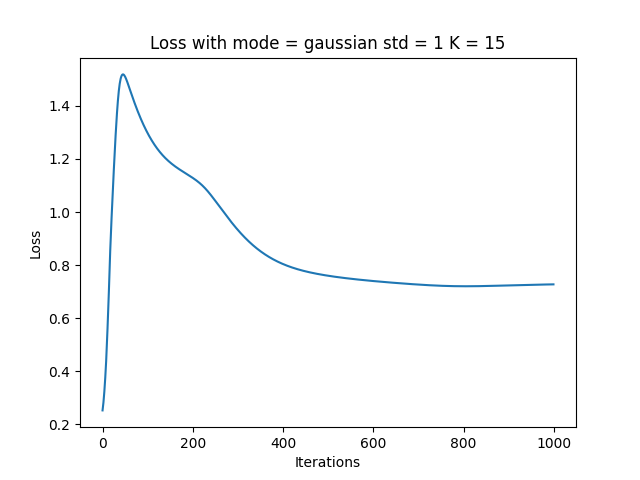 Loss with mode = gaussian std = 1 K = 15
1.4
1.2
1.0
0.8
0.6
0.4
0.2
Loss
0 200 400 600 800 1000
Iterations